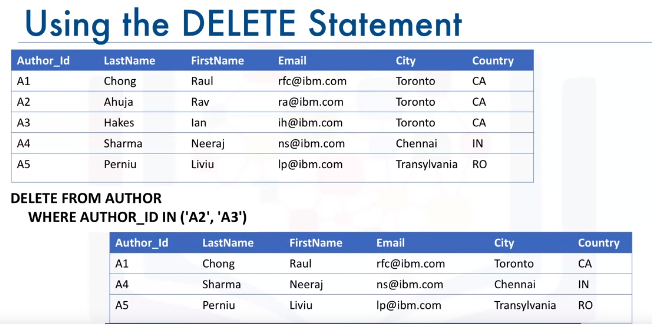 Using the DELETE Statement
Author_Id LastName FirstName Email City Country
A1 Chong Raul rfc@ibm.com Toronto CA
A2 Ahuja Rav ra@ibm.com Toronto CA
A3 Hakes Ian ih@ibm.com Toronto CA
A4 Sharma Neeraj ns@ibm.com Chennai IN
A5 Perniu Liviu lp@ibm.com Transylvania RO
DELETE FROM AUTHOR
WHERE AUTHOR_ID IN ('A2', 'A3')
Author_Id LastName FirstName Email City Country
A1 Chong Raul rfc@ibm.com Toronto CA
A4 Sharma Neeraj ns@ibm.com Chennai IN
A5 Perniu Liviu lp@ibm.com Transylvania RO